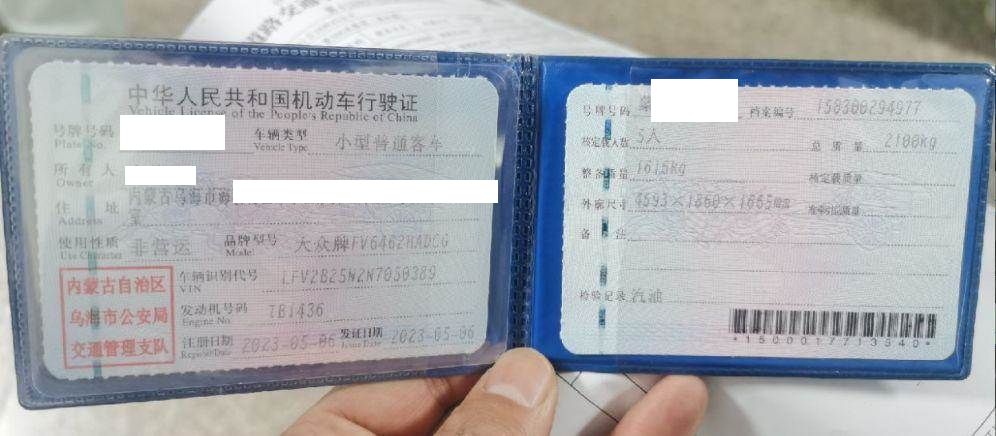 中华人民共和国机动车行驶证
Vehicle License of the People's Republic of China
号牌号码
Plate No.
车辆类型
Vehicle Type
小型普通客车
所有人
Owner
住址
Address
内蒙古乌海市海
使用性质
Use Character
非营运
品牌型号
Model
大众牌FV6462HADCG
内蒙古自治区
乌海市公安局
交通管理支队
车辆识别代号
VIN
LFV2B25N2N7050389
发动机号码
Engine No.
TB1436
注册日期
Register Date
2023-05-06
发证日期
Issue Date
2023-05-06
号牌号码
蒙
档案编号
150300294977
核定载人数
5人
总质量
2100kg
整备质量
1615kg
核定载质量
外廓尺寸
4593×1860×1665mm
准牵引总质量
备注
检验记录
汽油
*1500017713340*